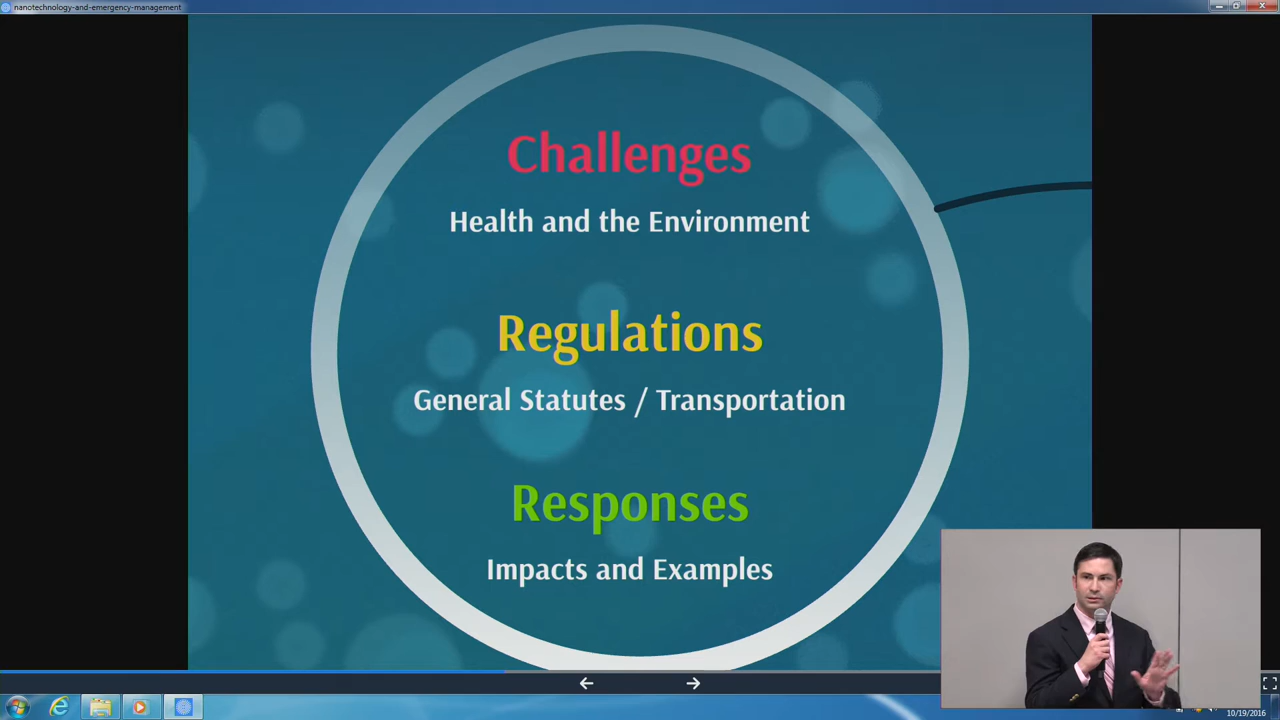 nanotechnology-and-emergency-management
Challenges
Health and the Environment
Regulations
General Statutes / Transportation
Responses
Impacts and Examples
10/19/2016